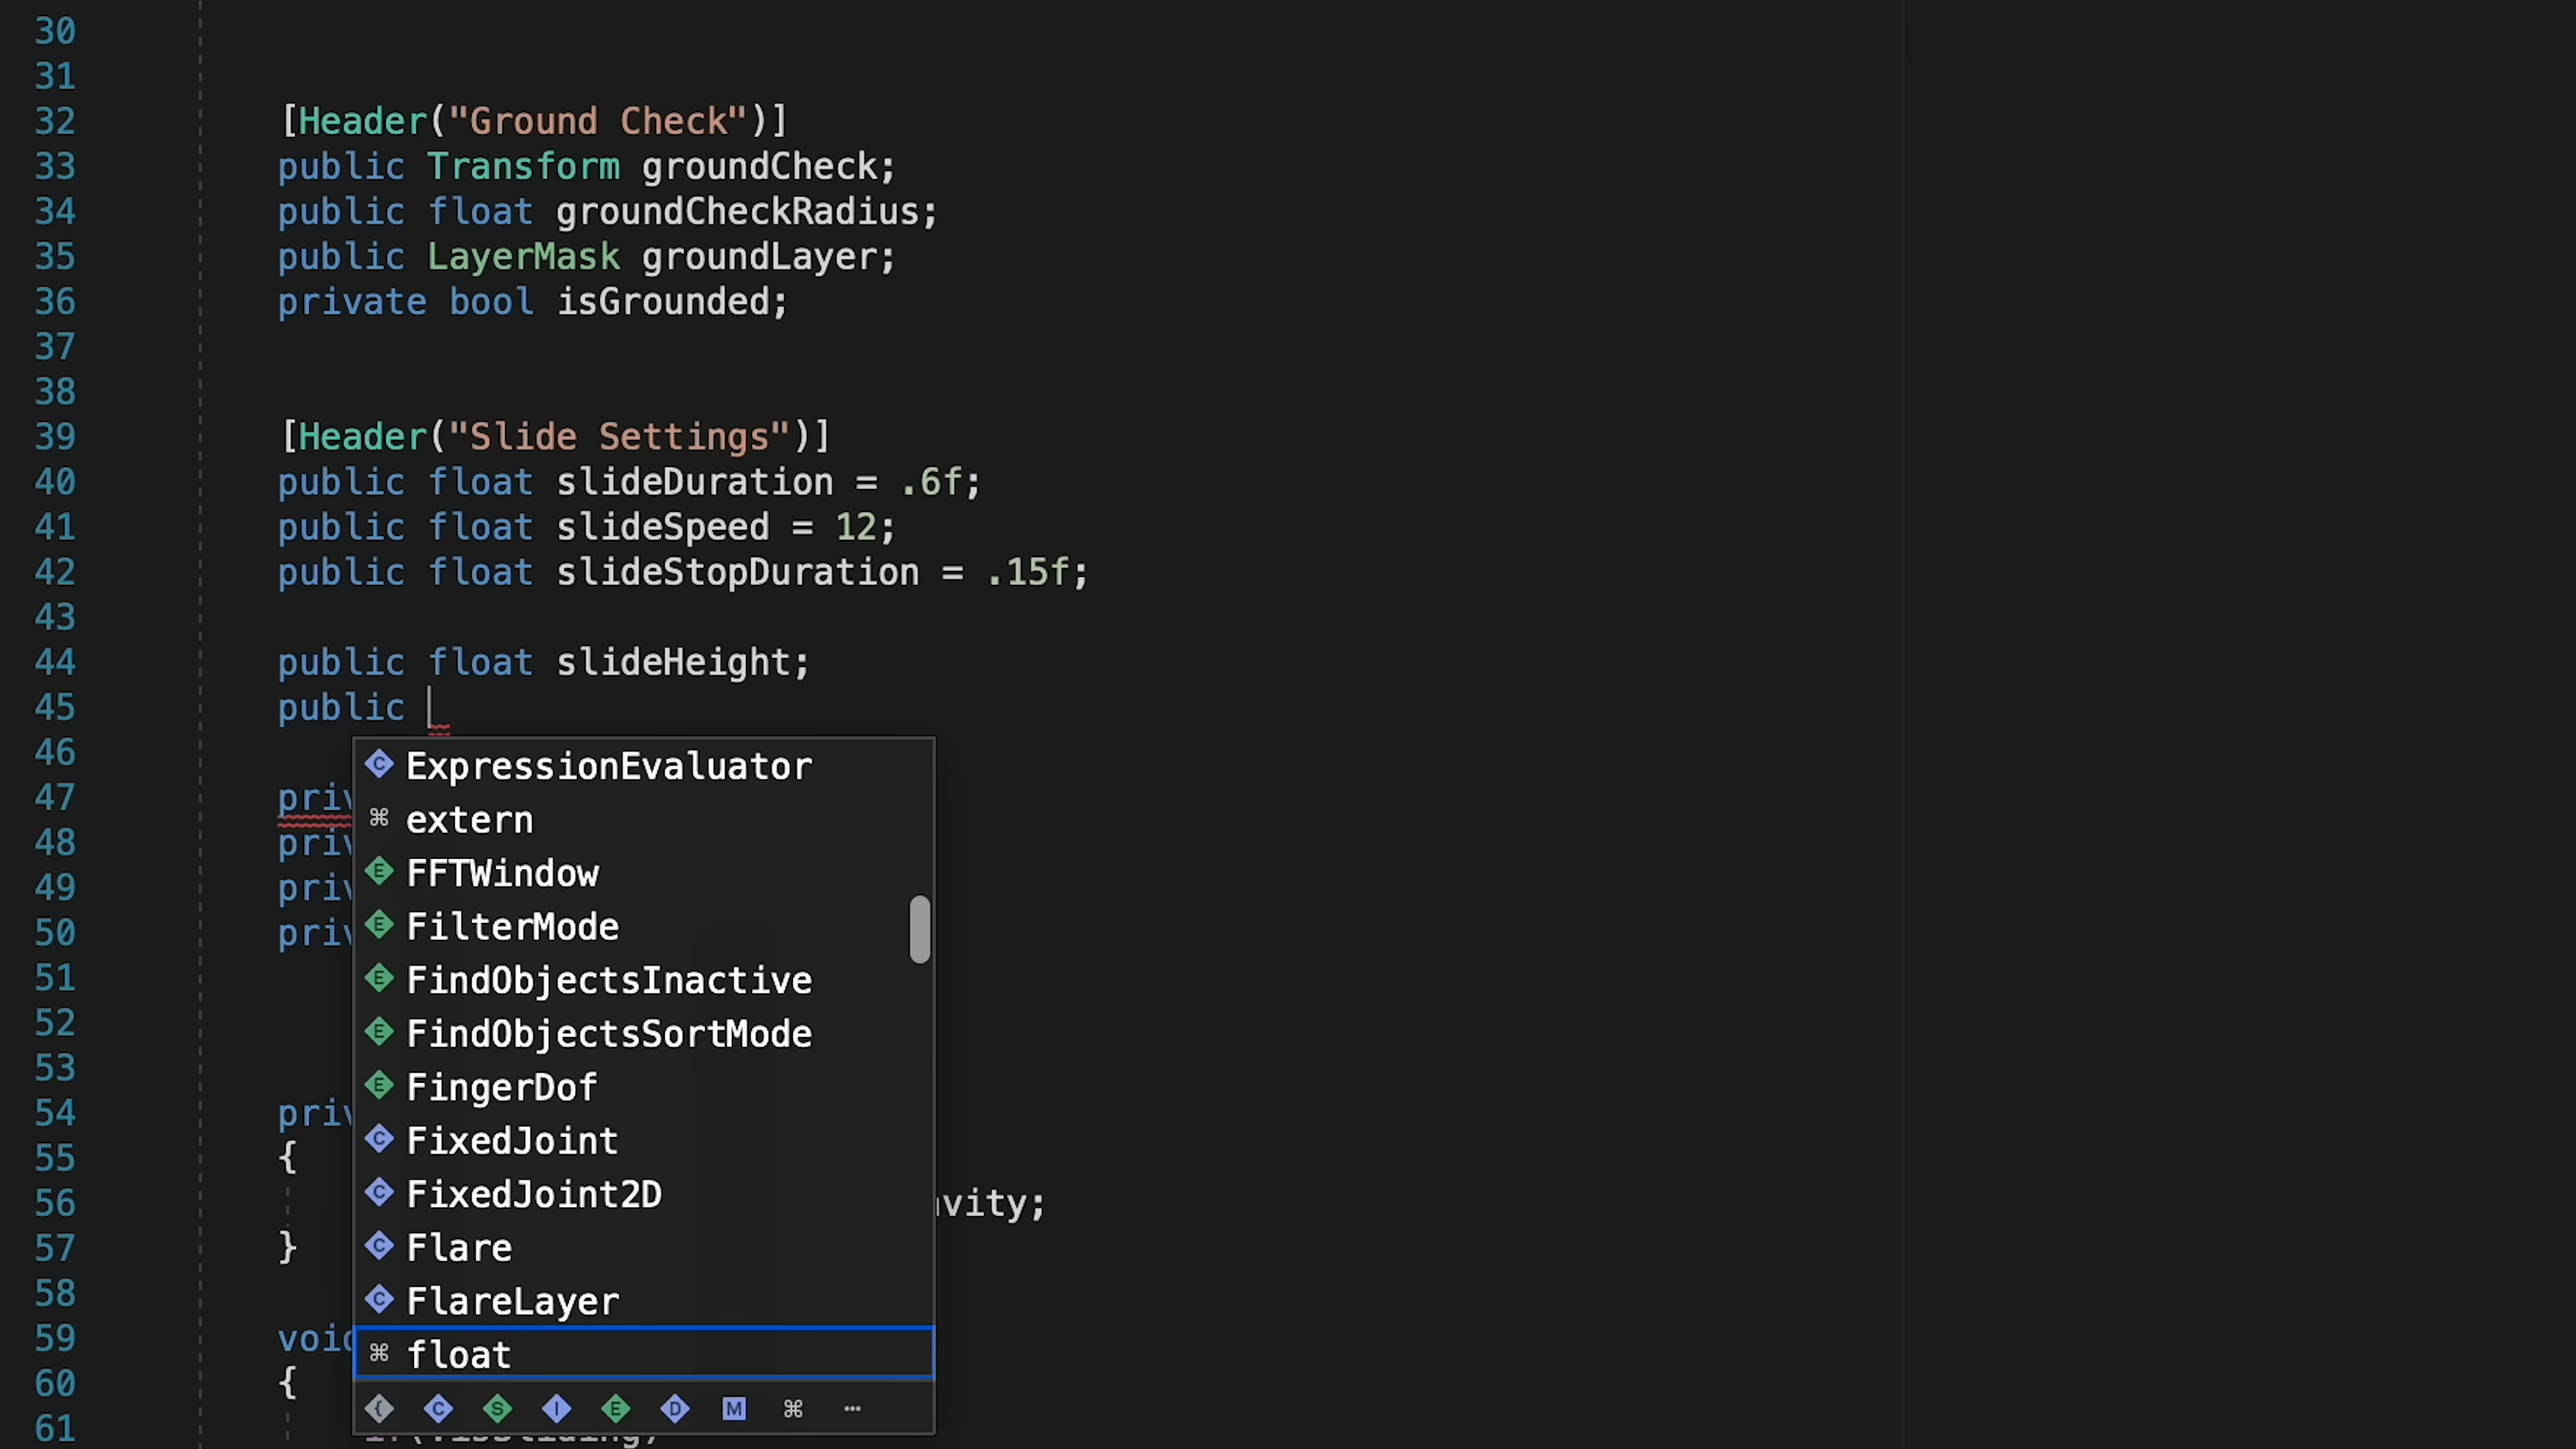 30
31
32 [Header("Ground Check")]
33 public Transform groundCheck;
34 public float groundCheckRadius;
35 public LayerMask groundLayer;
36 private bool isGrounded;
37
38
39 [Header("Slide Settings")]
40 public float slideDuration = .6f;
41 public float slideSpeed = 12;
42 public float slideStopDuration = .15f;
43
44 public float slideHeight;
45 public
46
47 priv
48 priv
49 priv
50 priv
51
52
53
54 priv
55 {
56 vity;
57 }
58
59 void
60 {
61
ExpressionEvaluator
extern
FFTWindow
FilterMode
FindObjectsInactive
FindObjectsSortMode
FingerDof
FixedJoint
FixedJoint2D
Flare
FlareLayer
float